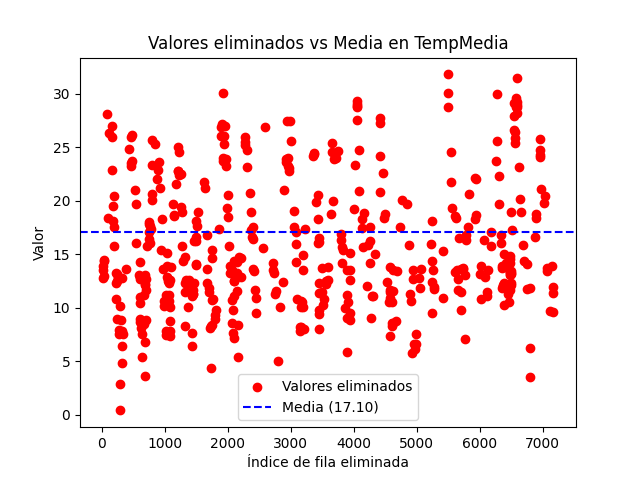 Valores eliminados vs Media en TempMedia
Valor
30
25
20
15
10
5
0
Valores eliminados
Media (17.10)
0 1000 2000 3000 4000 5000 6000 7000
Índice de fila eliminada